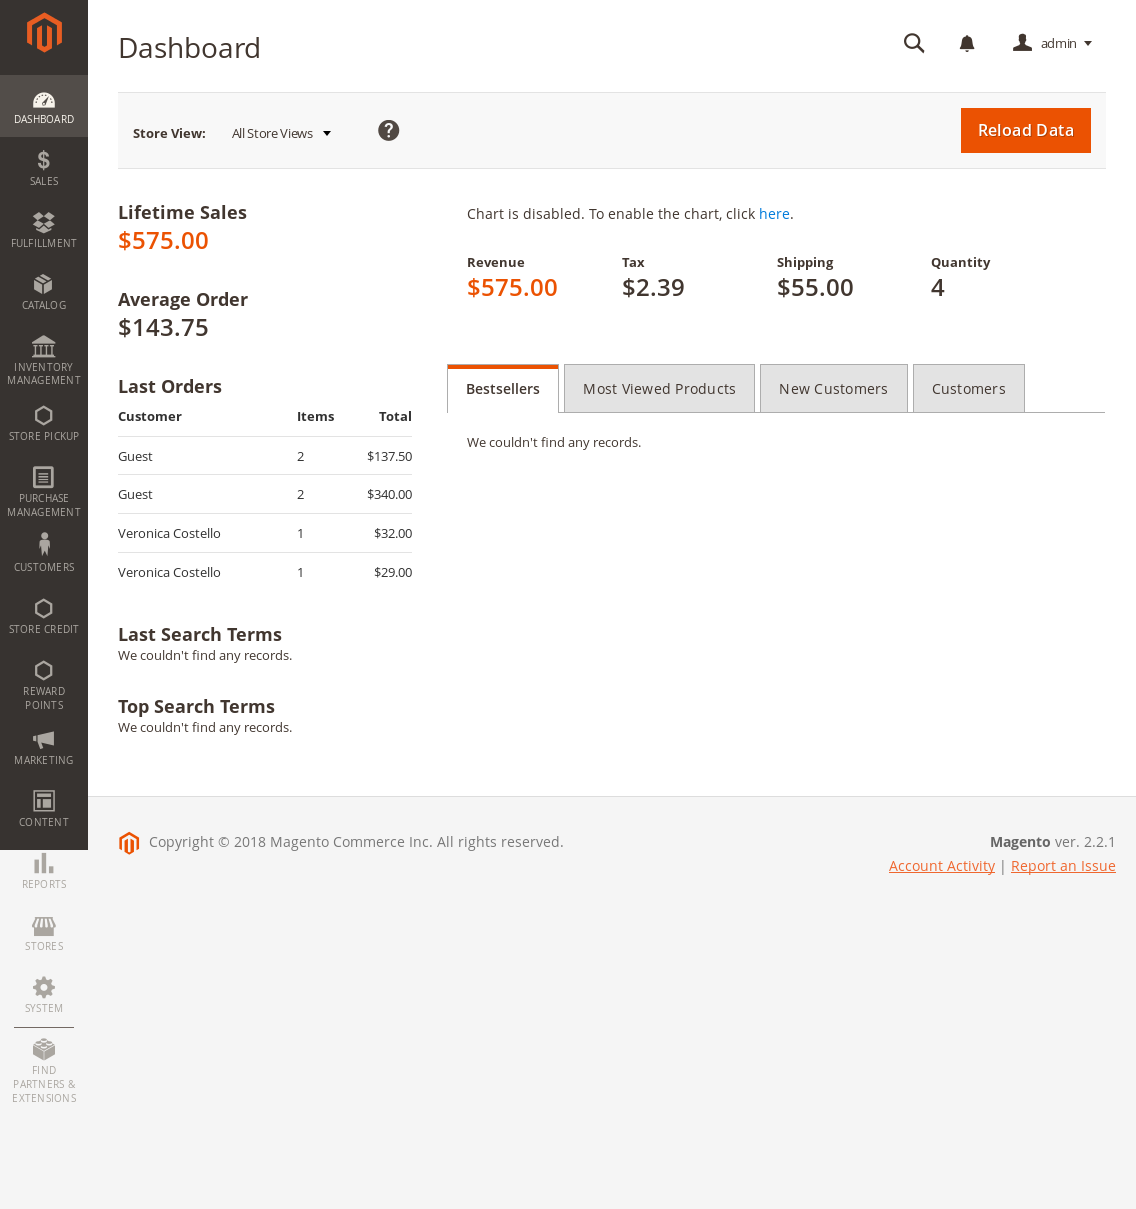 DASHBOARD
SALES
FULFILLMENT
CATALOG
INVENTORY
MANAGEMENT
STORE PICKUP
PURCHASE
MANAGEMENT
CUSTOMERS
STORE CREDIT
REWARD
POINTS
MARKETING
CONTENT
REPORTS
STORES
SYSTEM
FIND
PARTNERS &
EXTENSIONS
Dashboard
admin
Store View: All Store Views ?
Reload Data
Lifetime Sales
$575.00
Average Order
$143.75
Last Orders
Customer Items Total
Guest 2 $137.50
Guest 2 $340.00
Veronica Costello 1 $32.00
Veronica Costello 1 $29.00
Last Search Terms
We couldn't find any records.
Top Search Terms
We couldn't find any records.
Chart is disabled. To enable the chart, click here.
Revenue Tax Shipping Quantity
$575.00 $2.39 $55.00 4
Bestsellers Most Viewed Products New Customers Customers
We couldn't find any records.
Copyright © 2018 Magento Commerce Inc. All rights reserved.
Magento ver. 2.2.1
Account Activity | Report an Issue